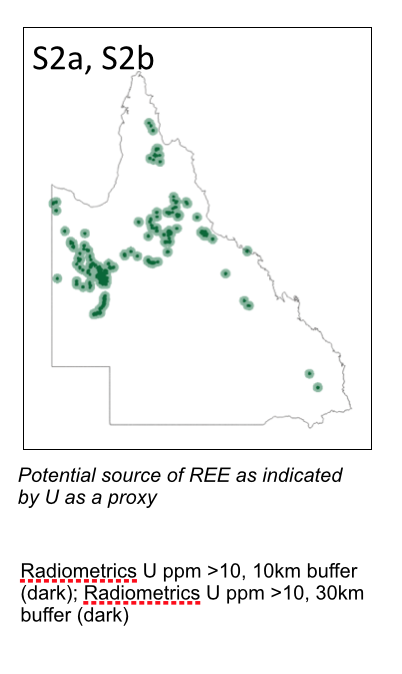 S2a, S2b
Potential source of REE as indicated
by U as a proxy
Radiometrics U ppm >10, 10km buffer
(dark); Radiometrics U ppm >10, 30km
buffer (dark)